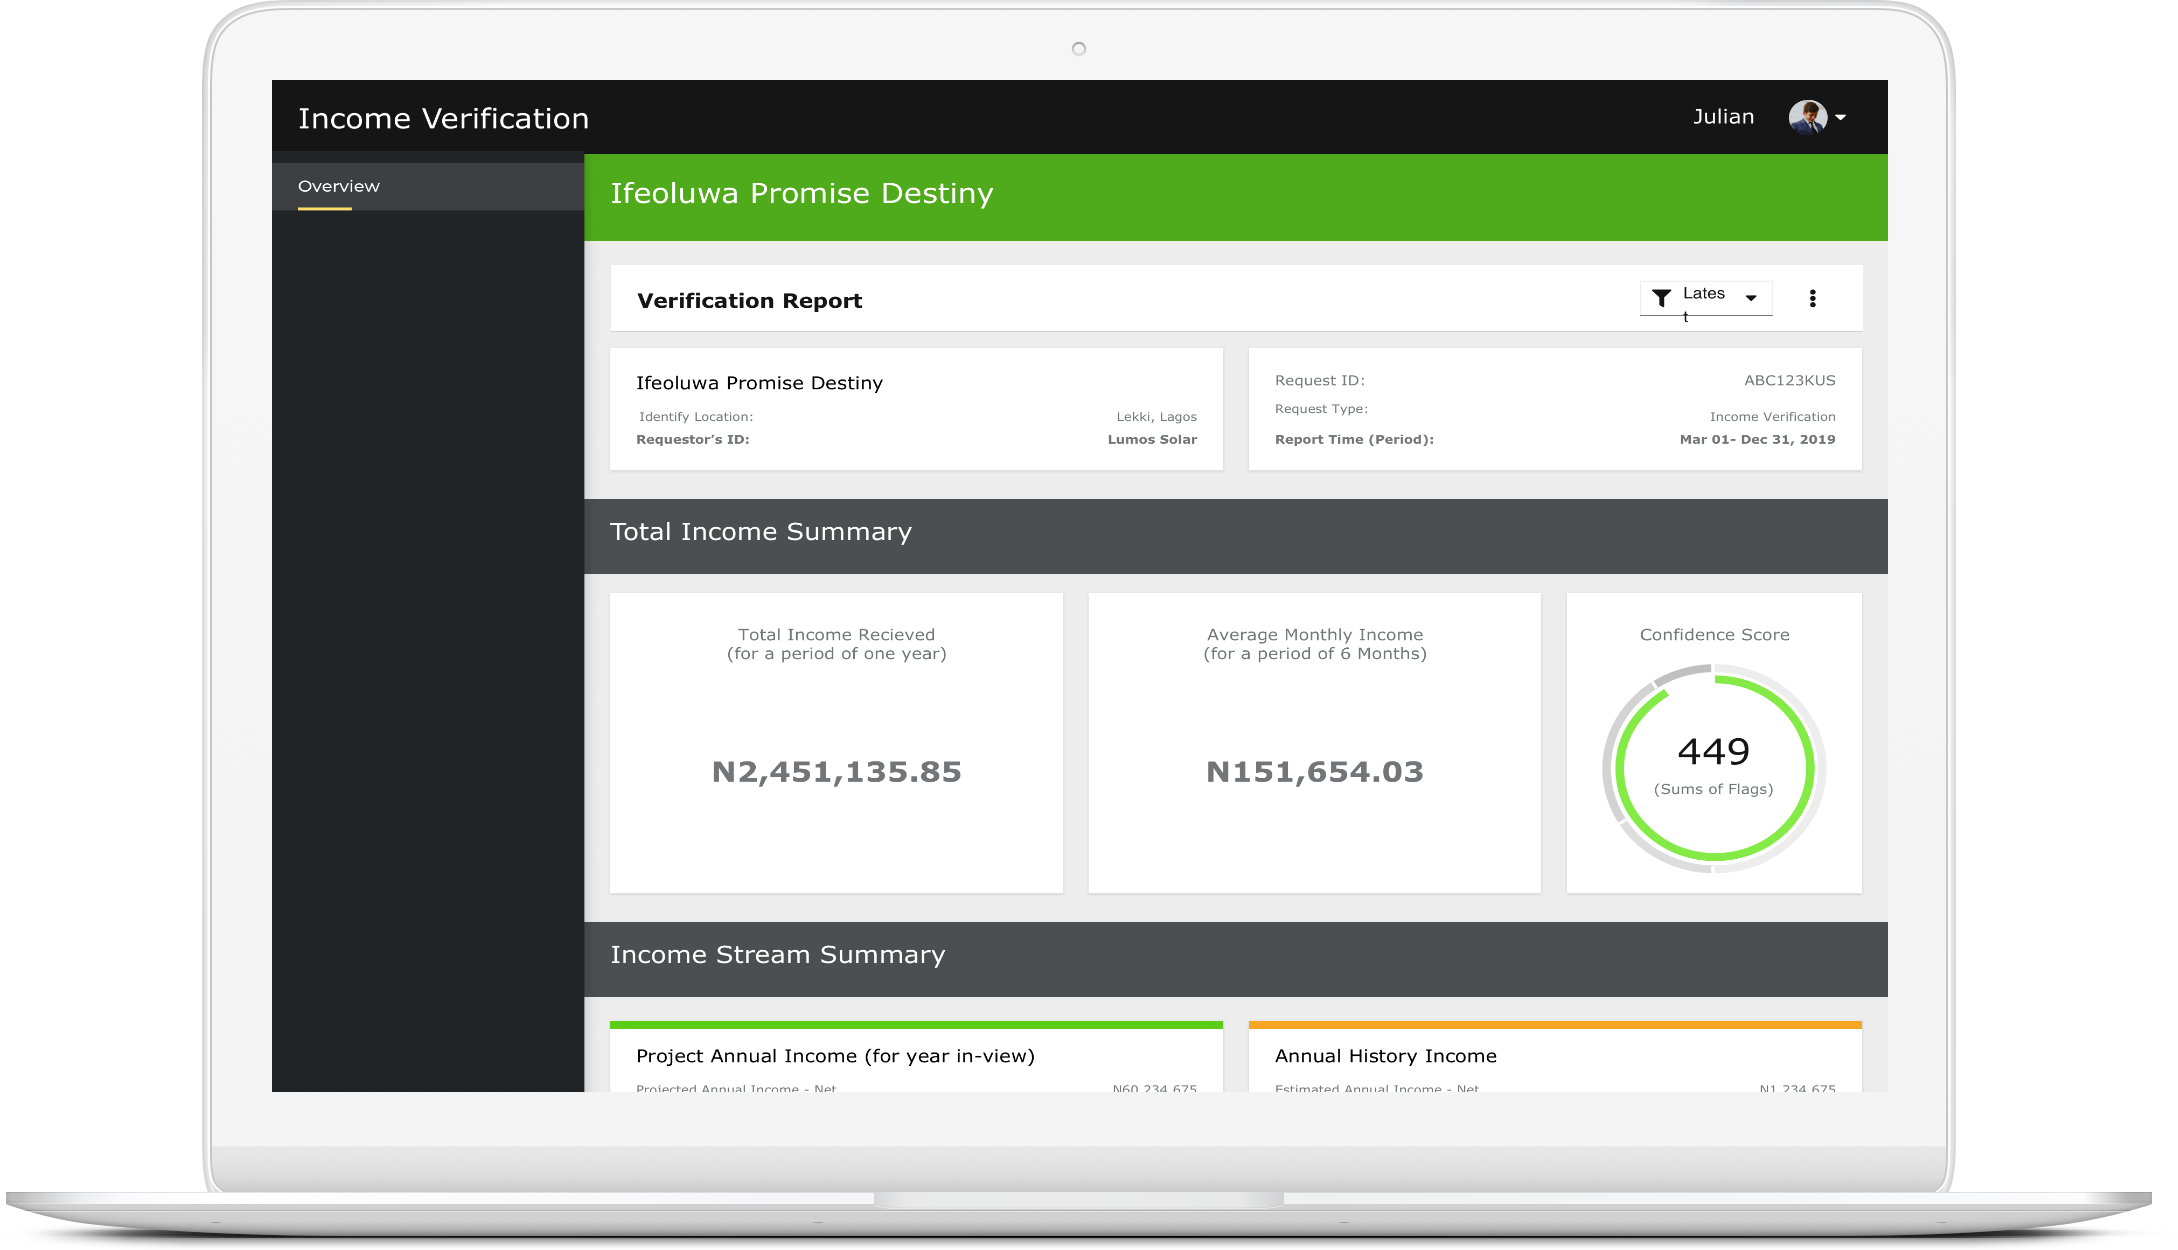 Income Verification
Julian
Overview
Ifeoluwa Promise Destiny
Verification Report
Lates
t
Ifeoluwa Promise Destiny
Identify Location:
Lekki, Lagos
Requestor’s ID:
Lumos Solar
Request ID:
ABC123KUS
Request Type:
Income Verification
Report Time (Period):
Mar 01- Dec 31, 2019
Total Income Summary
Total Income Recieved
(for a period of one year)
N2,451,135.85
Average Monthly Income
(for a period of 6 Months)
N151,654.03
Confidence Score
449
(Sums of Flags)
Income Stream Summary
Project Annual Income (for year in-view)
Projected Annual Income - Net
N60,234,675
Annual History Income
Estimated Annual Income - Net
N1,234,675